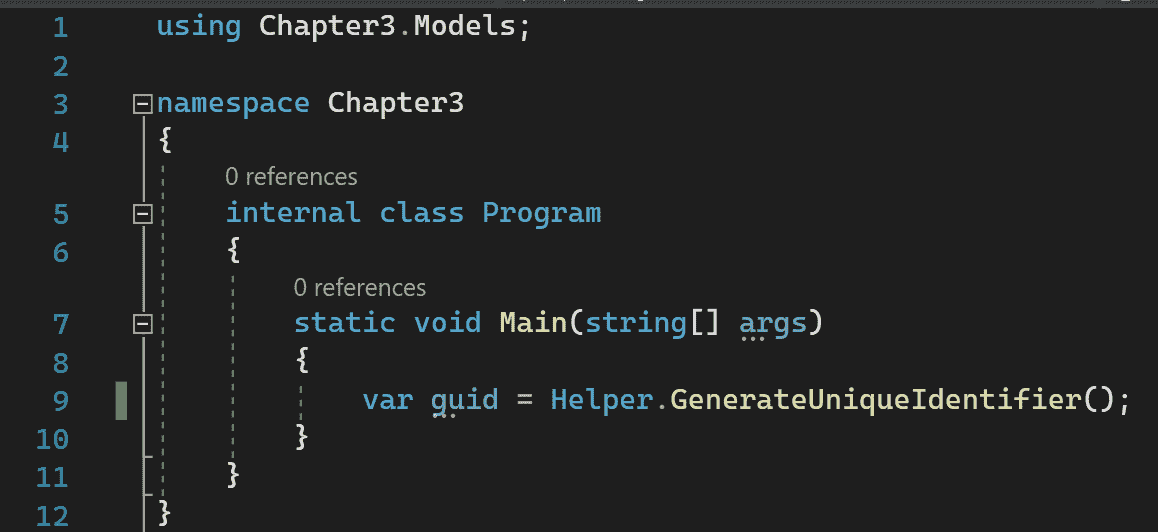 1 using Chapter3.Models;
2
3 namespace Chapter3
4 {
0 references
5 internal class Program
6 {
0 references
7 static void Main(string[] args)
8 {
9 var guid = Helper.GenerateUniqueIdentifier();
10 }
11 }
12 }